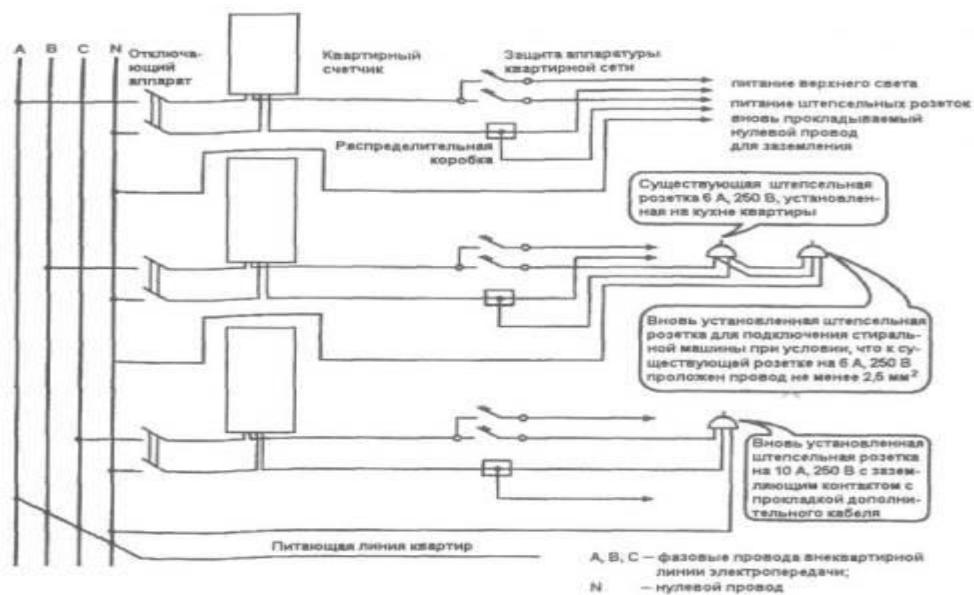 A B C N
Отключа-
ющий
аппарат
Квартирный
счетчик
Защита аппаратуры
квартирной сети
питание верхнего света
питание штепсельных розеток
вновь прокладываемый
нулевой провод
для заземления
Распределительная
коробка
Существующая штепсельная
розетка 6 А, 250 В, установлен-
ная на кухне квартиры
Вновь установленная штепсельная
розетка для подключения стираль-
ной машины при условии, что к су-
ществующей розетке на 6 А, 250 В
проложен провод не менее 2,5 мм²
Вновь установленная
штепсельная розетка
на 10 А, 250 В с зазем-
ляющим контактом с
прокладкой дополни-
тельного кабеля
Питающая линия квартир
А, В, С – фазовые провода внеквартирной
линии электропередачи;
N – нулевой провод